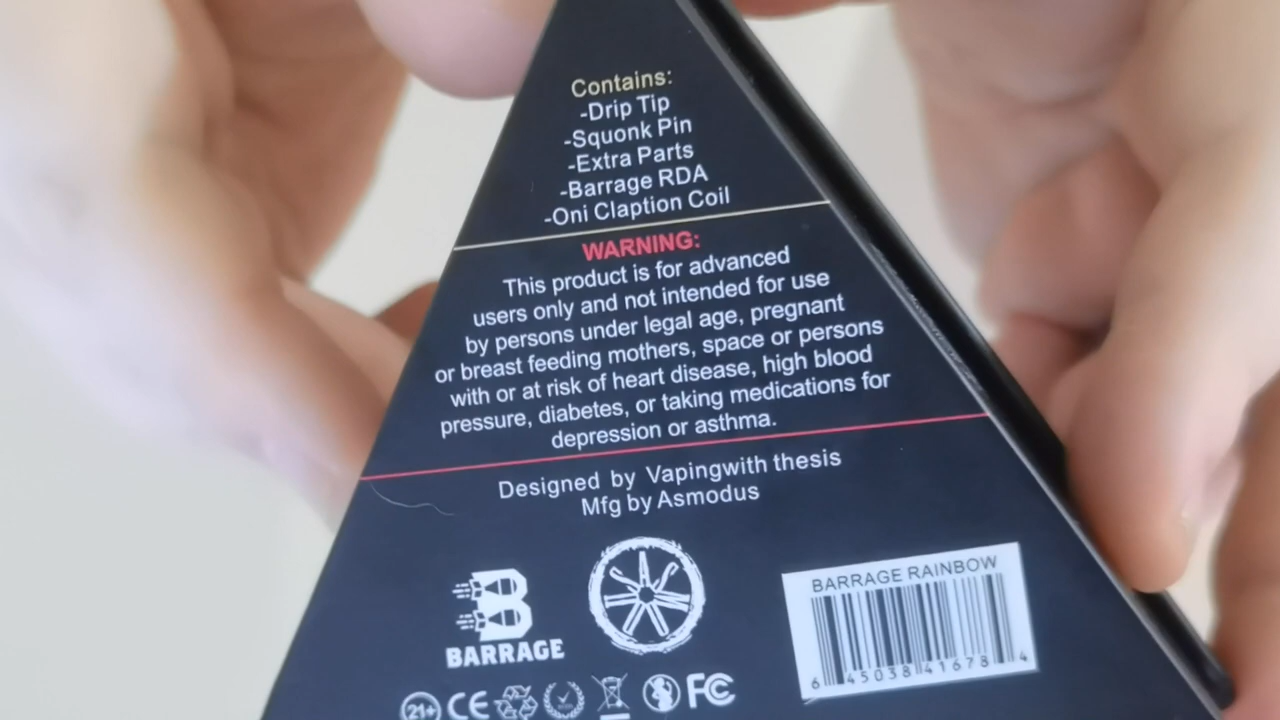 Contains:
-Drip Tip
-Squonk Pin
-Extra Parts
-Barrage RDA
-Oni Claption Coil
WARNING:
This product is for advanced
users only and not intended for use
by persons under legal age, pregnant
or breast feeding mothers, space or persons
with or at risk of heart disease, high blood
pressure, diabetes, or taking medications for
depression or asthma.
Designed by Vapingwith thesis
Mfg by Asmodus
BARRAGE
BARRAGE RAINBOW
6 45038 41678 4
21+ CE FC